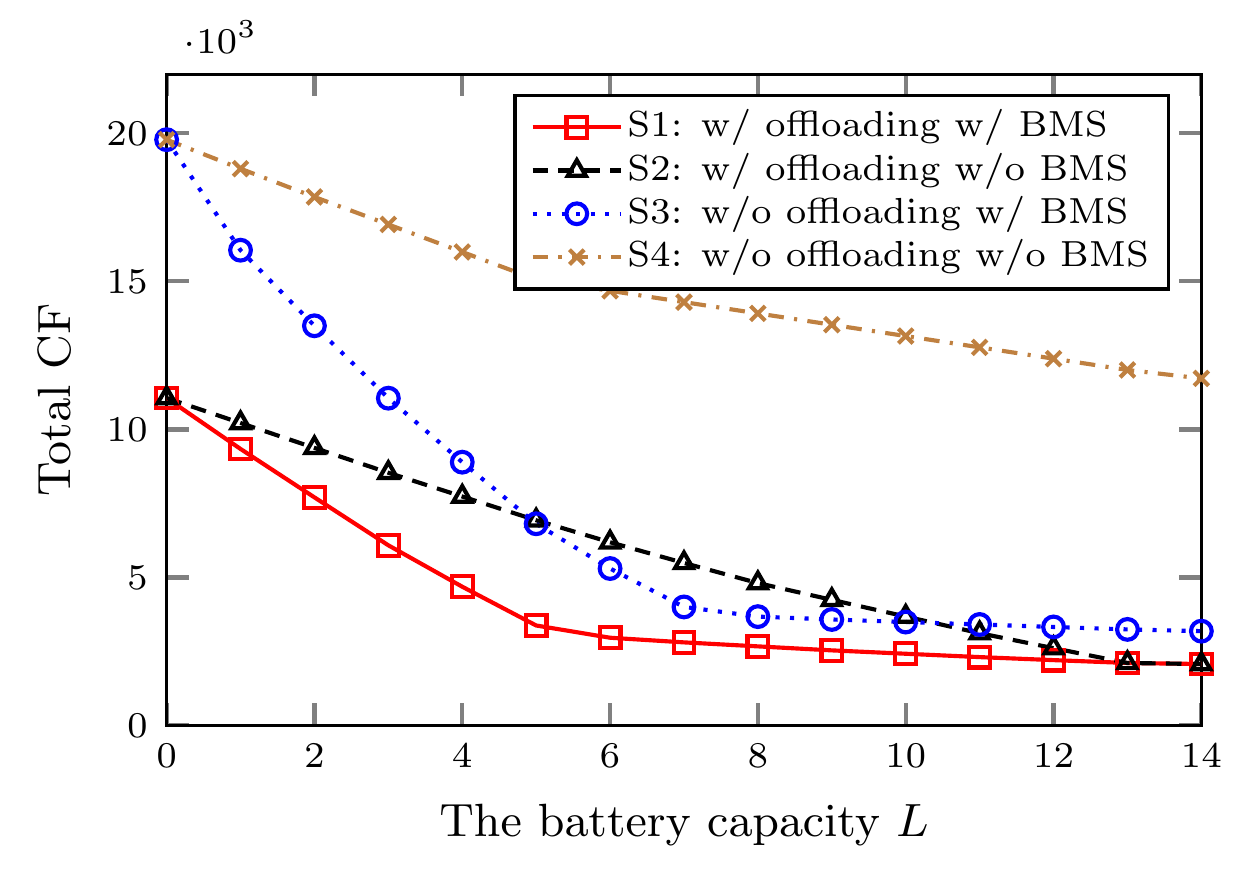 ·10³
20
15
10
5
0
0 2 4 6 8 10 12 14
Total CF
The battery capacity L
S1: w/ offloading w/ BMS
S2: w/ offloading w/o BMS
S3: w/o offloading w/ BMS
S4: w/o offloading w/o BMS